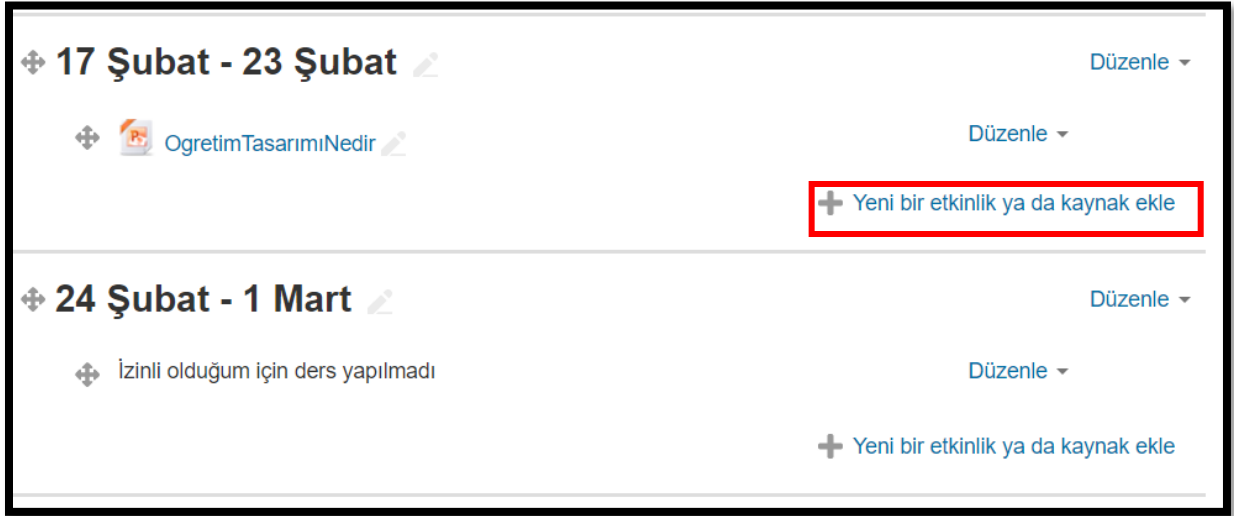 17 Şubat - 23 Şubat
Düzenle
OgretimTasarımıNedir
Düzenle
Yeni bir etkinlik ya da kaynak ekle
24 Şubat - 1 Mart
Düzenle
İzinli olduğum için ders yapılmadı
Düzenle
Yeni bir etkinlik ya da kaynak ekle